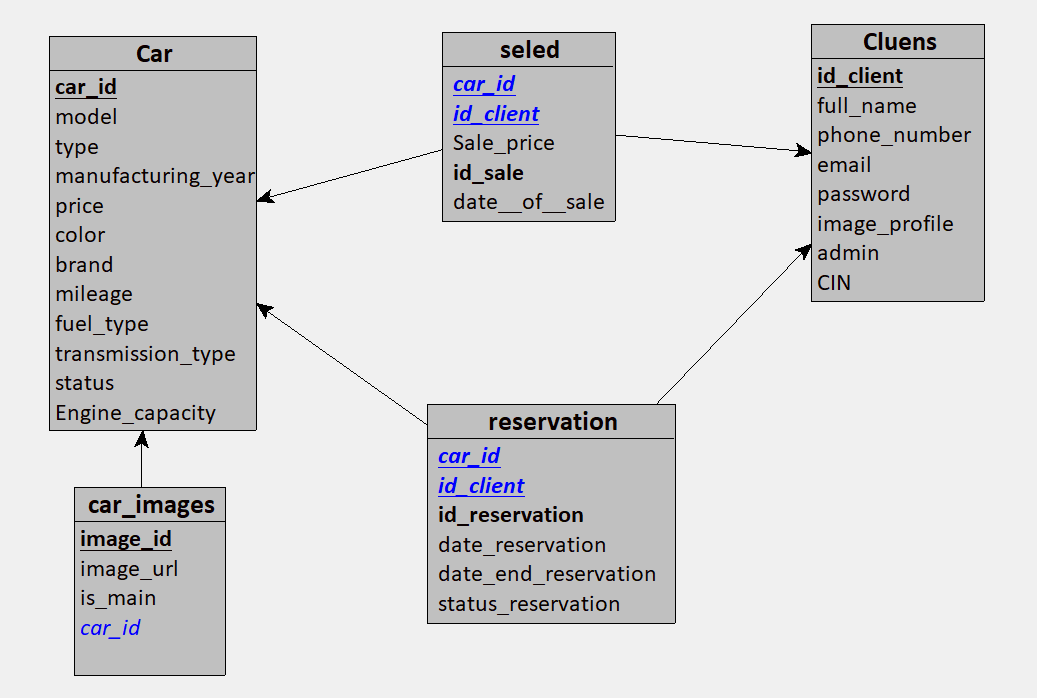 Car
car_id
model
type
manufacturing_year
price
color
brand
mileage
fuel_type
transmission_type
status
Engine_capacity
seled
car_id
id_client
Sale_price
id_sale
date__of__sale
Cluens
id_client
full_name
phone_number
email
password
image_profile
admin
CIN
car_images
image_id
image_url
is_main
car_id
reservation
car_id
id_client
id_reservation
date_reservation
date_end_reservation
status_reservation